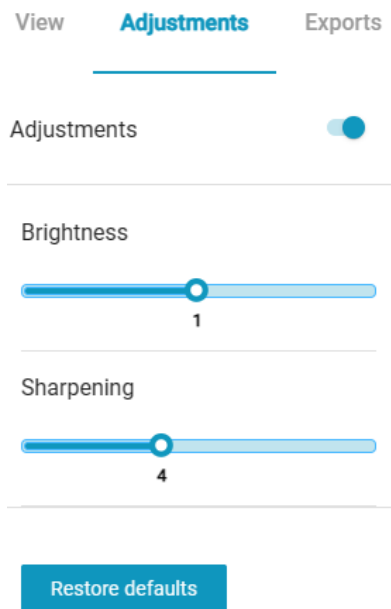 View Adjustments Exports
Adjustments
Brightness
1
Sharpening
4
Restore defaults